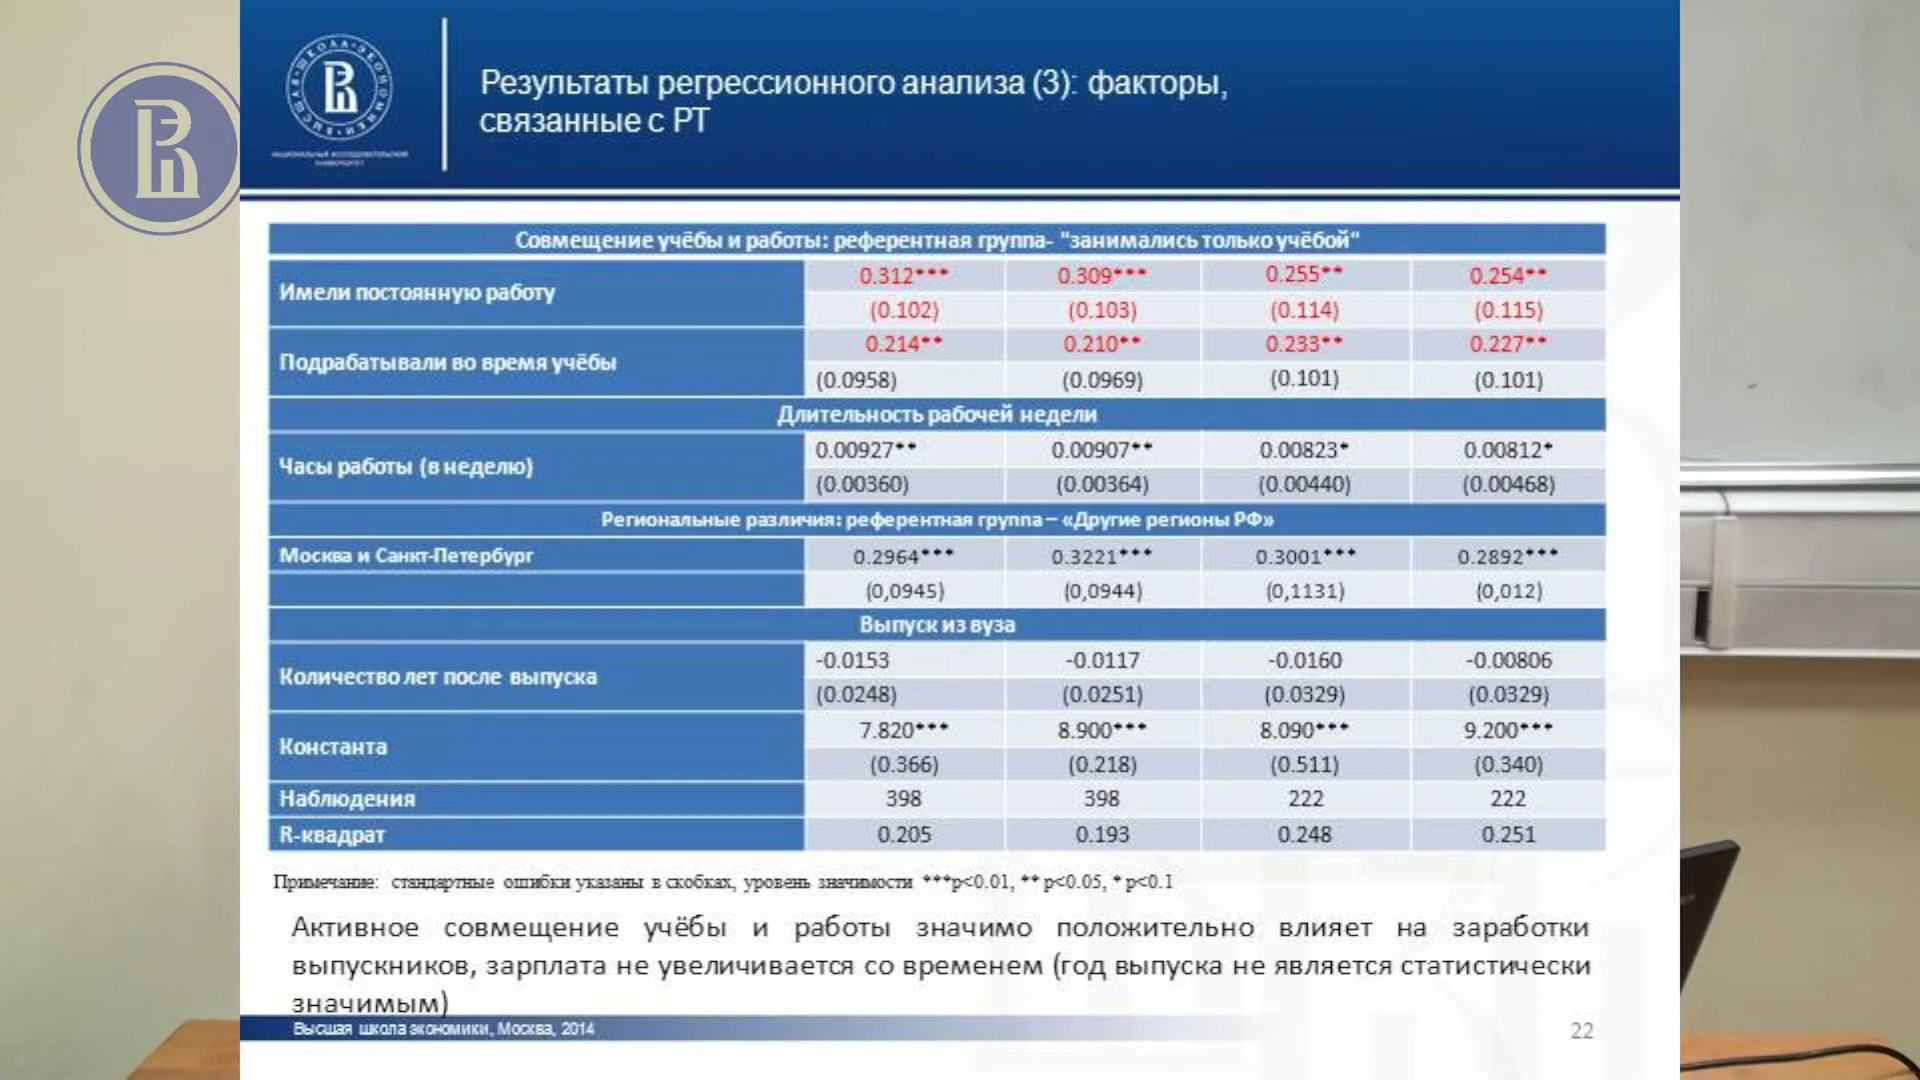 Результаты регрессионного анализа (3): факторы,
связанные с РТ
НАЦИОНАЛЬНЫЙ ИССЛЕДОВАТЕЛЬСКИЙ
УНИВЕРСИТЕТ
Совмещение учёбы и работы: референтная группа- "занимались только учёбой"
Имели постоянную работу 0.312*** 0.309*** 0.255** 0.254**
(0.102) (0.103) (0.114) (0.115)
Подрабатывали во время учёбы 0.214** 0.210** 0.233** 0.227**
(0.0958) (0.0969) (0.101) (0.101)
Длительность рабочей недели
Часы работы (в неделю) 0.00927** 0.00907** 0.00823* 0.00812*
(0.00360) (0.00364) (0.00440) (0.00468)
Региональные различия: референтная группа – «Другие регионы РФ»
Москва и Санкт-Петербург 0.2964*** 0.3221*** 0.3001*** 0.2892***
(0,0945) (0,0944) (0,1131) (0,012)
Выпуск из вуза
Количество лет после выпуска -0.0153 -0.0117 -0.0160 -0.00806
(0.0248) (0.0251) (0.0329) (0.0329)
Константа 7.820*** 8.900*** 8.090*** 9.200***
(0.366) (0.218) (0.511) (0.340)
Наблюдения 398 398 222 222
R-квадрат 0.205 0.193 0.248 0.251
Примечание: стандартные ошибки указаны в скобках, уровень значимости ***p<0.01, ** p<0.05, * p<0.1
Активное совмещение учёбы и работы значимо положительно влияет на заработки
выпускников, зарплата не увеличивается со временем (год выпуска не является статистически
значимым)
Высшая школа экономики, Москва, 2014
22